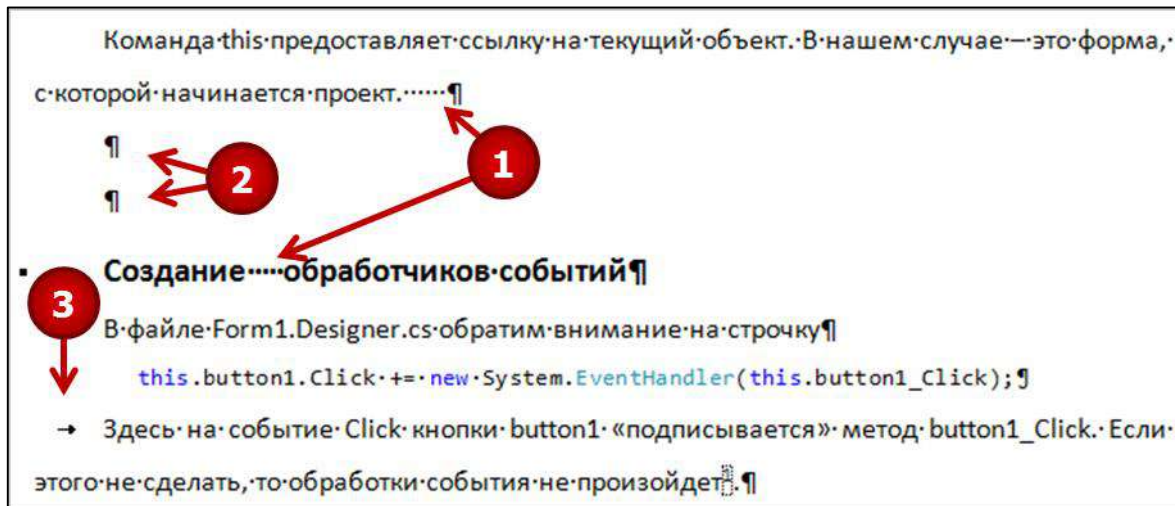 Команда·this·предоставляет·ссылку·на·текущий·объект.·В·нашем·случае·–·это·форма,·
с·которой·начинается·проект.······¶
¶
2
1
¶
Создание·····обработчиков·событий¶
3
В·файле·Form1.Designer.cs·обратим·внимание·на·строчку¶
this.button1.Click·+=·new·System.EventHandler(this.button1_Click);¶
→ Здесь·на·событие·Click·кнопки·button1·«подписывается»·метод·button1_Click.·Если·
этого·не·сделать,·то·обработки·события·не·произойдет.¶